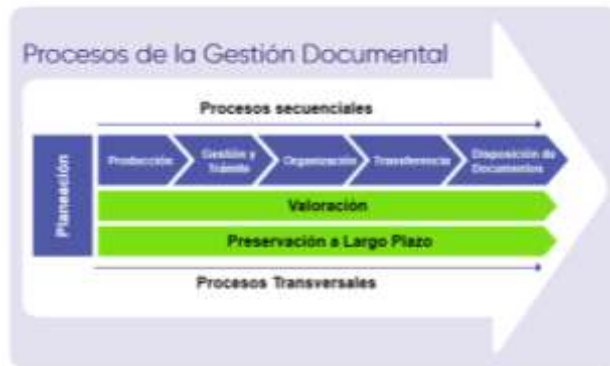 Procesos de la Gestión Documental
Procesos secuenciales
Planeación
Producción
Gestión y
Trámite
Organización
Transferencia
Disposición de
Documentos
Valoración
Preservación a Largo Plazo
Procesos Transversales